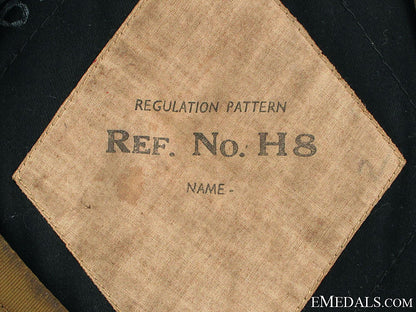 REGULATION PATTERN
REF. NO. H8
NAME -
EMEDALS.COM